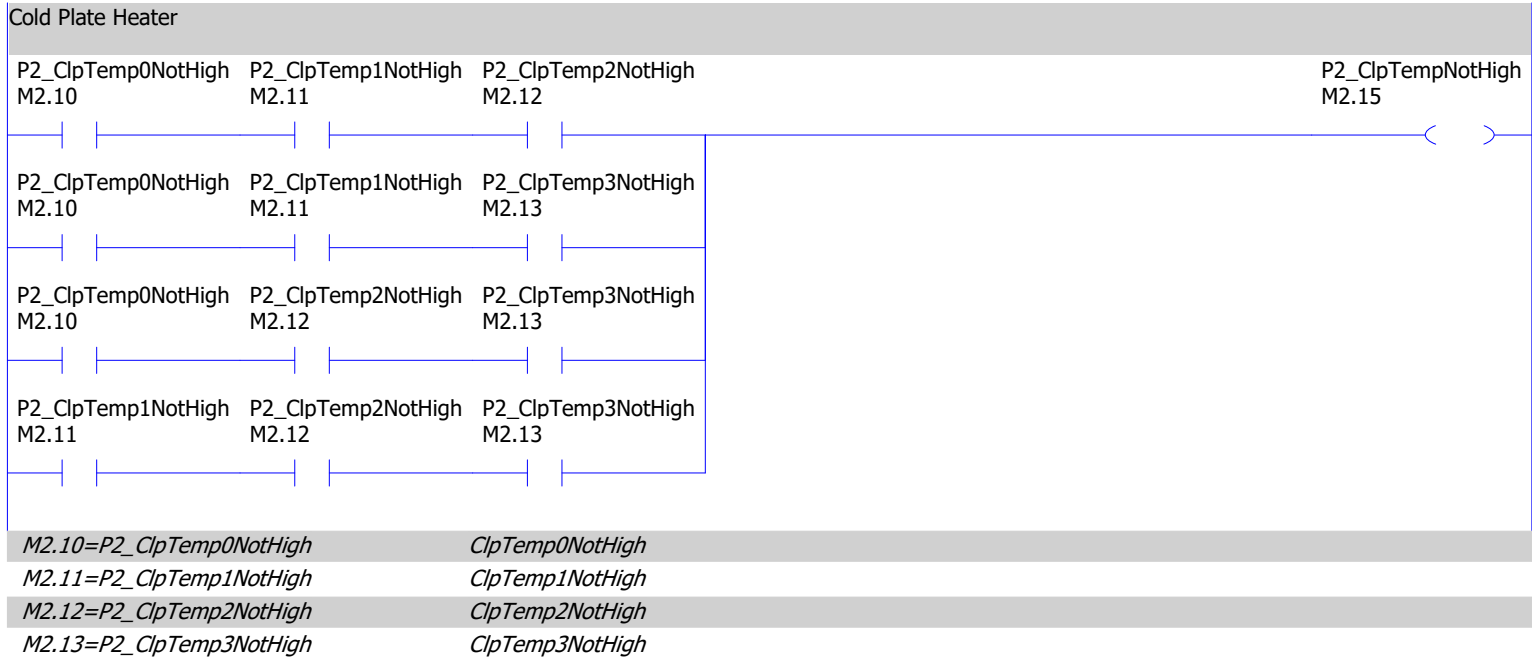 Cold Plate Heater
P2_ClpTemp0NotHigh P2_ClpTemp1NotHigh P2_ClpTemp2NotHigh P2_ClpTempNotHigh
M2.10 M2.11 M2.12 M2.15
P2_ClpTemp0NotHigh P2_ClpTemp1NotHigh P2_ClpTemp3NotHigh
M2.10 M2.11 M2.13
P2_ClpTemp0NotHigh P2_ClpTemp2NotHigh P2_ClpTemp3NotHigh
M2.10 M2.12 M2.13
P2_ClpTemp1NotHigh P2_ClpTemp2NotHigh P2_ClpTemp3NotHigh
M2.11 M2.12 M2.13
M2.10=P2_ClpTemp0NotHigh ClpTemp0NotHigh
M2.11=P2_ClpTemp1NotHigh ClpTemp1NotHigh
M2.12=P2_ClpTemp2NotHigh ClpTemp2NotHigh
M2.13=P2_ClpTemp3NotHigh ClpTemp3NotHigh